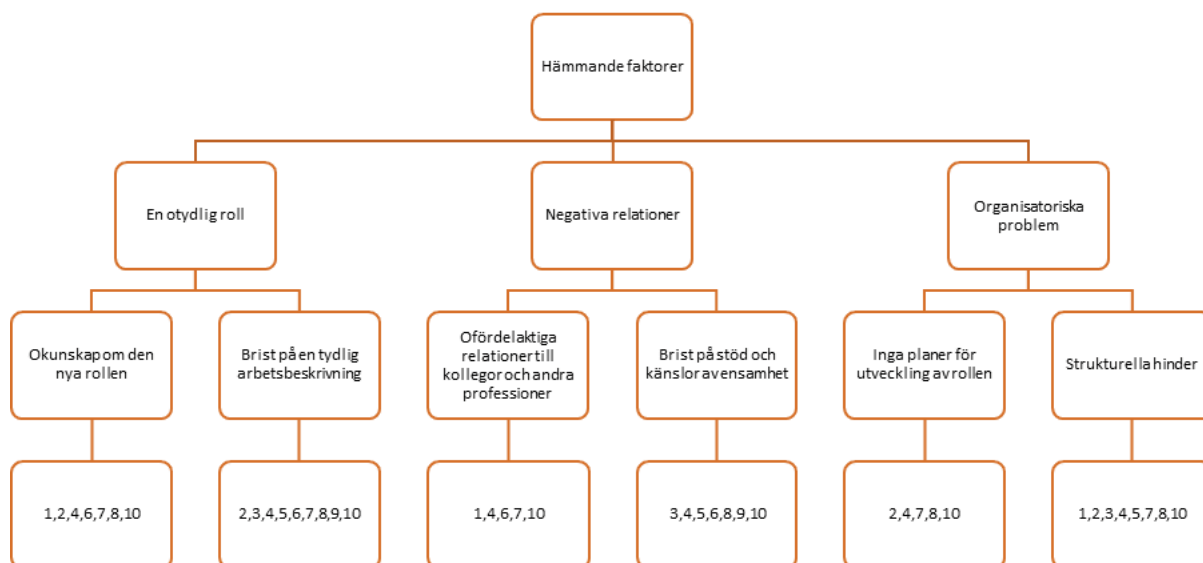 Hämmande faktorer
En otydlig roll
Negativa relationer
Organisatoriska
problem
Okunskap om den
nya rollen
Brist på en tydlig
arbetsbeskrivning
Ofördelaktiga
relationer till
kollegor och andra
professioner
Brist på stöd och
känslor av ensamhet
Inga planer för
utveckling av rollen
Strukturella hinder
1,2,4,6,7,8,10
2,3,4,5,6,7,8,9,10
1,4,6,7,10
3,4,5,6,8,9,10
2,4,7,8,10
1,2,3,4,5,7,8,10